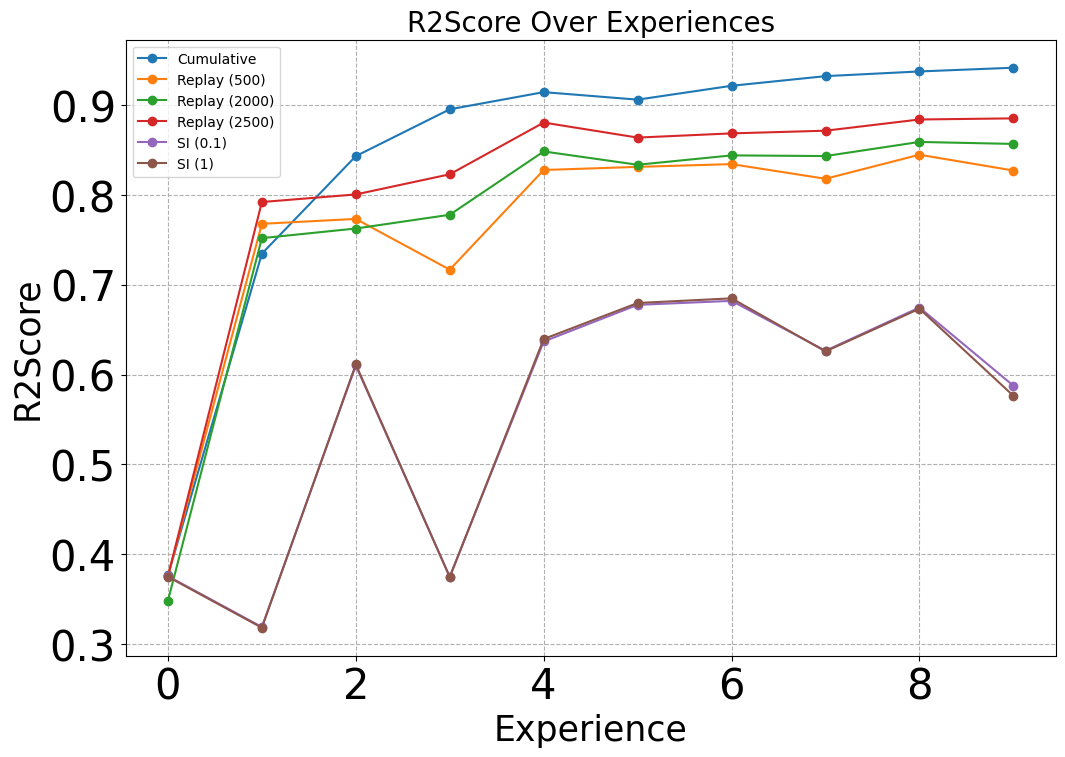 R2Score Over Experiences
Cumulative
Replay (500)
Replay (2000)
Replay (2500)
SI (0.1)
SI (1)
0.9
0.8
0.7
0.6
0.5
0.4
0.3
R2Score
0 2 4 6 8
Experience